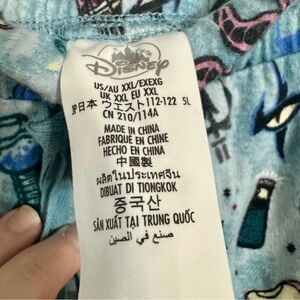 Disney
US/AU XXL/EXEXG
UK XXL EU XXL
JP日本 ウエスト112-122 5L
CN 210/114A
MADE IN CHINA
FABRIQUÉ EN CHINE
HECHO EN CHINA
中國製
ผลิตในประเทศจีน
DIBUAT DI TIONGKOK
중국산
SẢN XUẤT TẠI TRUNG QUỐC
صنع في الصين